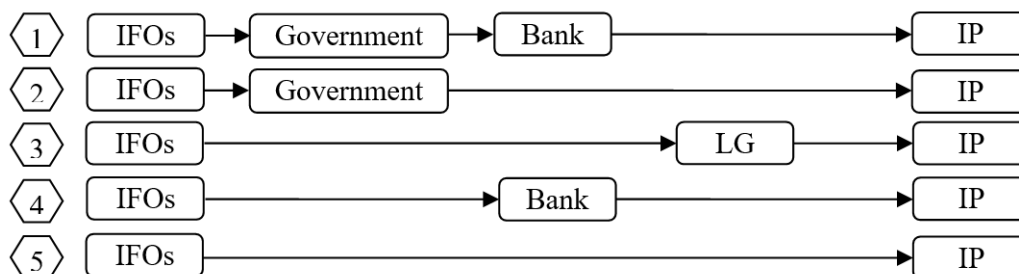 1 IFOs Government Bank IP
2 IFOs Government IP
3 IFOs LG IP
4 IFOs Bank IP
5 IFOs IP